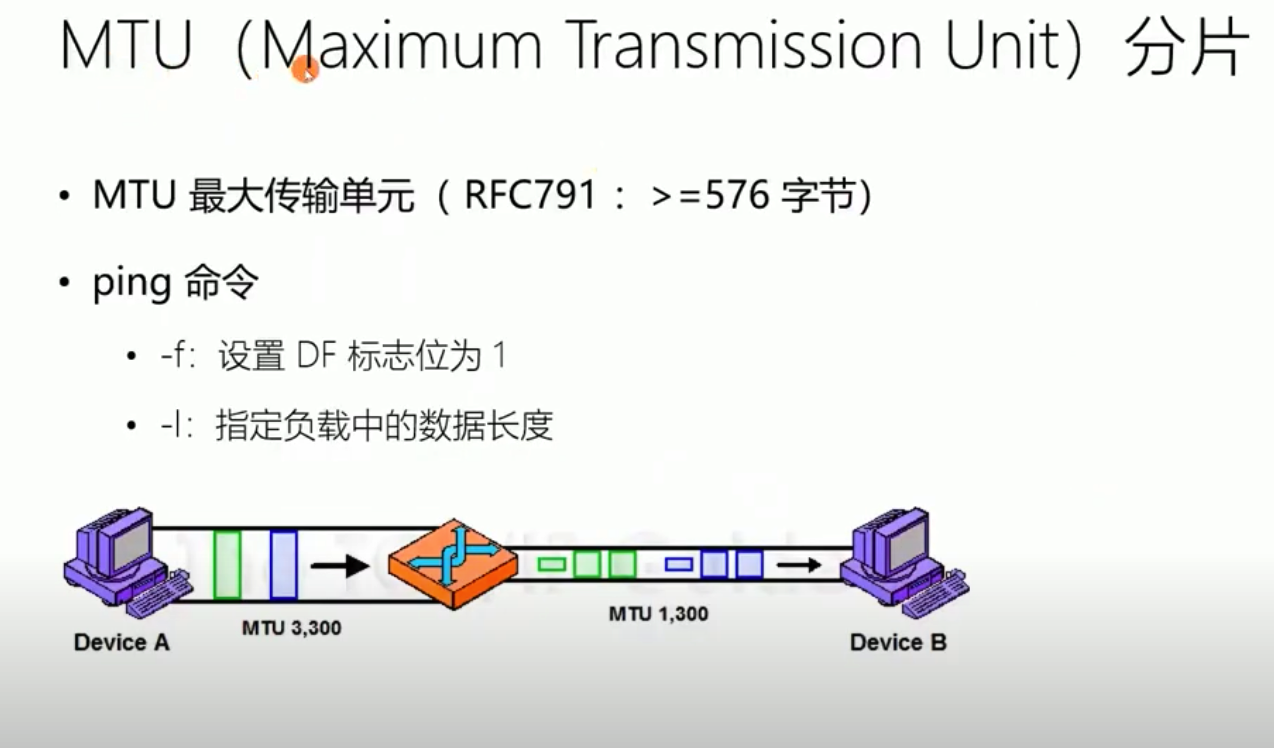 MTU（Maximum Transmission Unit）分片
• MTU 最大传输单元（ RFC791 ：>=576 字节）
• ping 命令
• -f：设置 DF 标志位为 1
• -l：指定负载中的数据长度
MTU 3,300
MTU 1,300
Device A
Device B